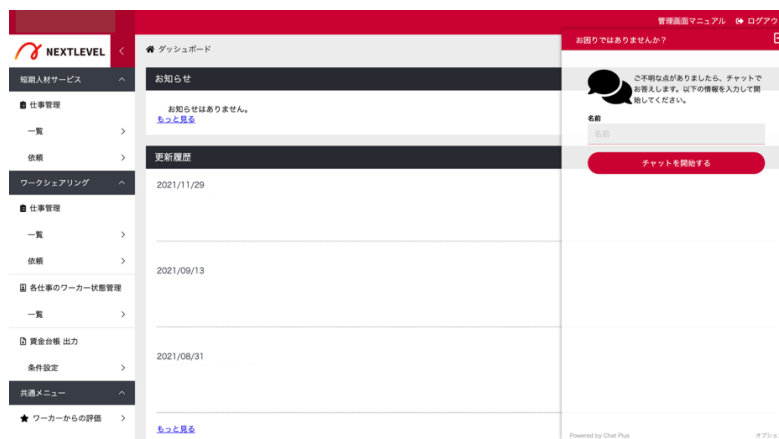 管理画面マニュアル ログアウ
NEXTLEVEL
ダッシュボード
お困りではありませんか？
短期人材サービス
お知らせ
ご不明な点がありましたら、チャットで
お答えします。以下の情報を入力して開
始してください。
仕事管理
お知らせはありません。
もっと見る
名前
名前
一覧
依頼
更新履歴
チャットを開始する
ワークシェアリング
2021/11/29
仕事管理
一覧
依頼
2021/09/13
各仕事のワーカー状態管理
一覧
賃金台帳 出力
2021/08/31
条件設定
共通メニュー
ワーカーからの評価
もっと見る
Powered by Chat Plus
オプショ